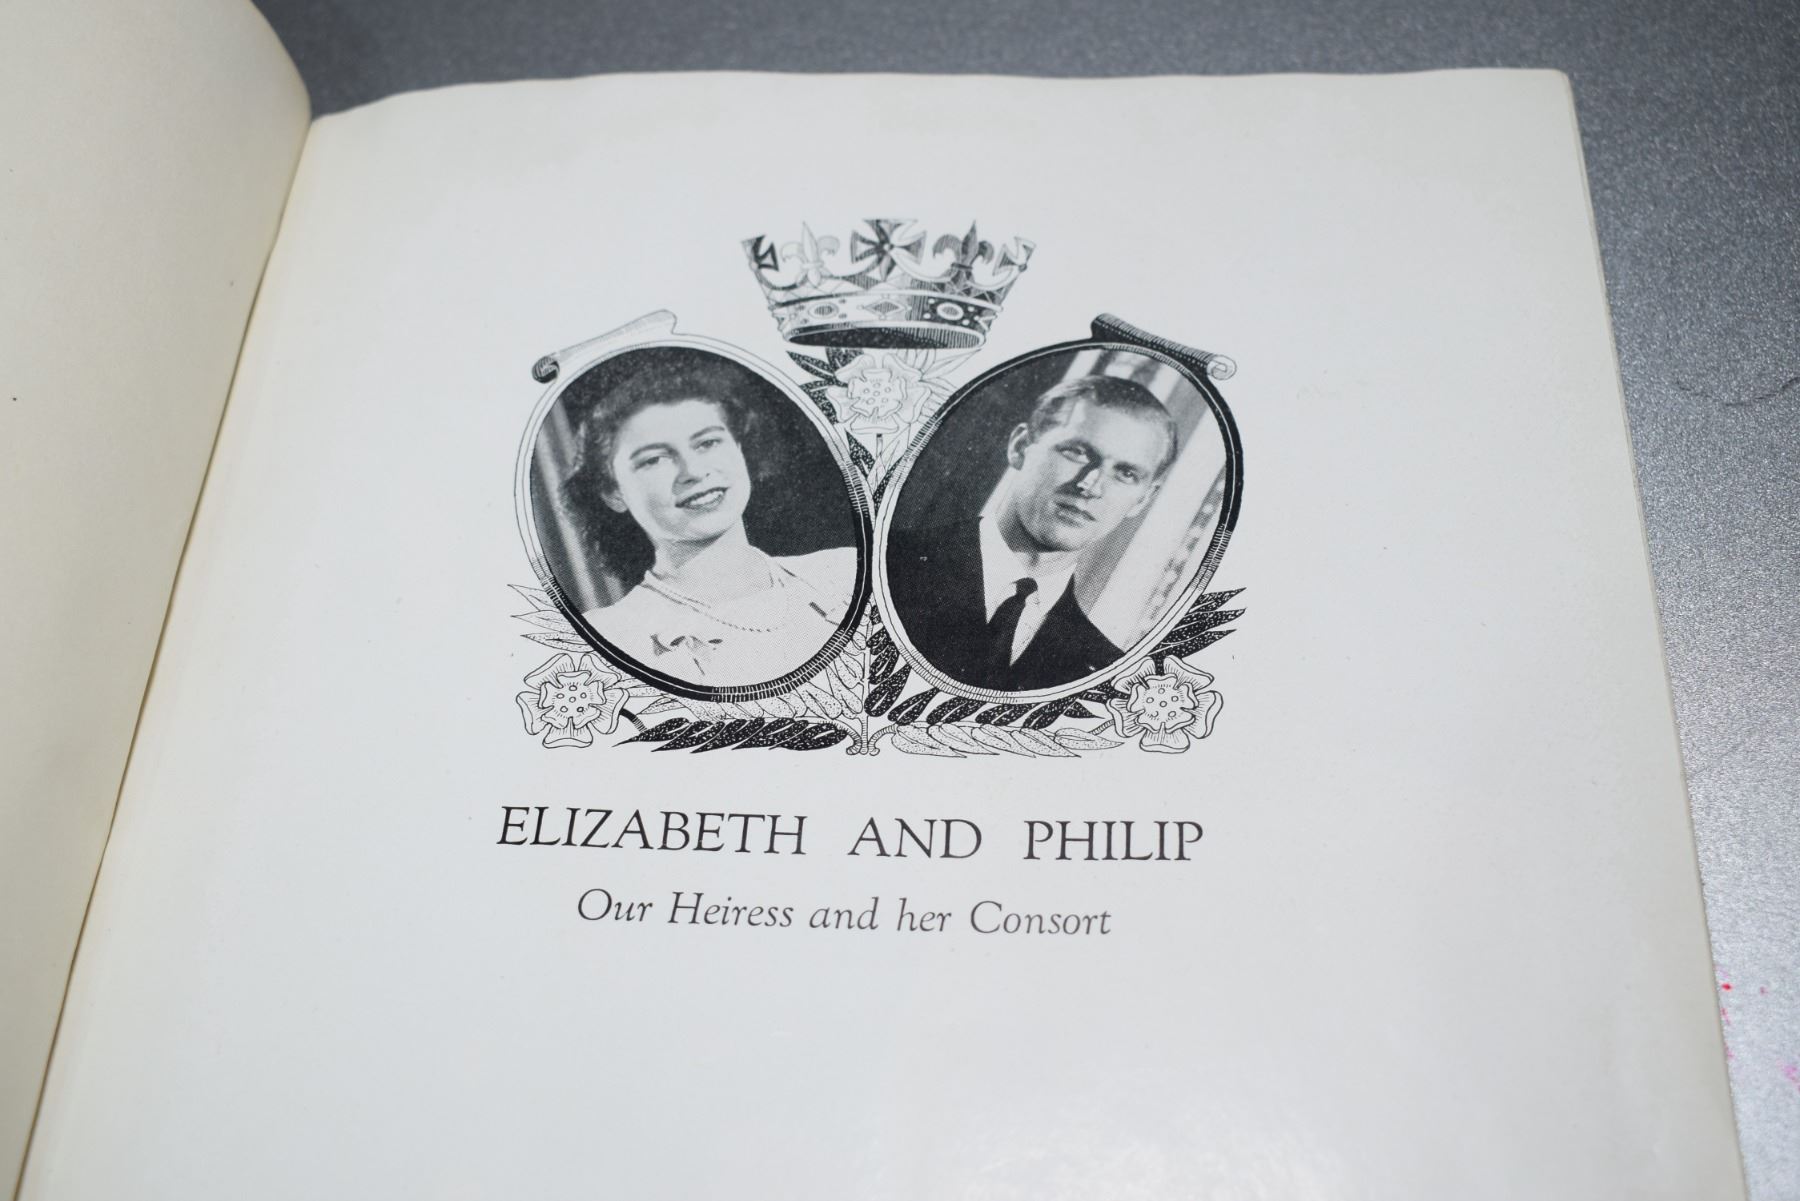 ELIZABETH AND PHILIP
Our Heiress and her Consort